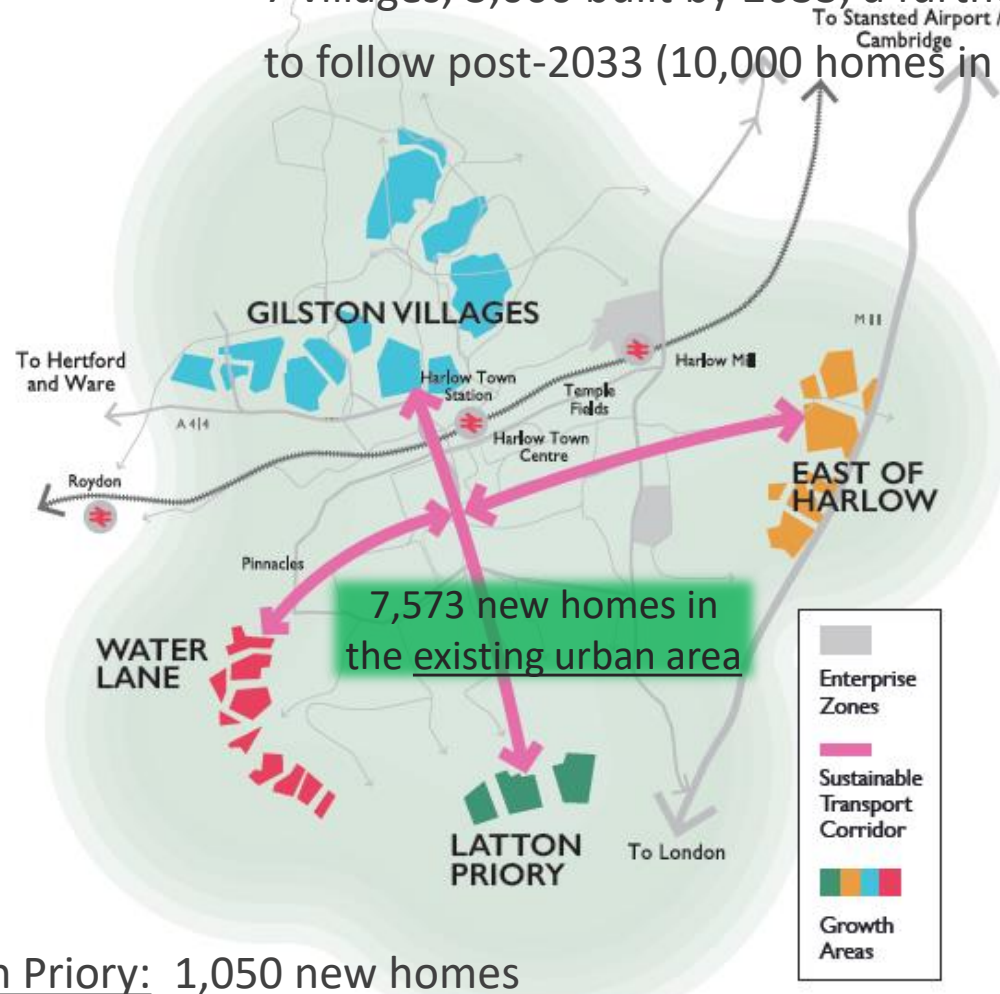 to follow post-2033 (10,000 homes in
To Stansted Airport
Cambridge
GILSTON VILLAGES
To Hertford
and Ware
A414
Harlow Town
Station
Harlow Mill
M11
Temple
Fields
Harlow Town
Centre
Roydon
EAST OF
HARLOW
Pinnacles
7,573 new homes in
the existing urban area
WATER
LANE
Enterprise
Zones
Sustainable
Transport
Corridor
Growth
Areas
LATTON
PRIORY
To London
Priory: 1,050 new homes